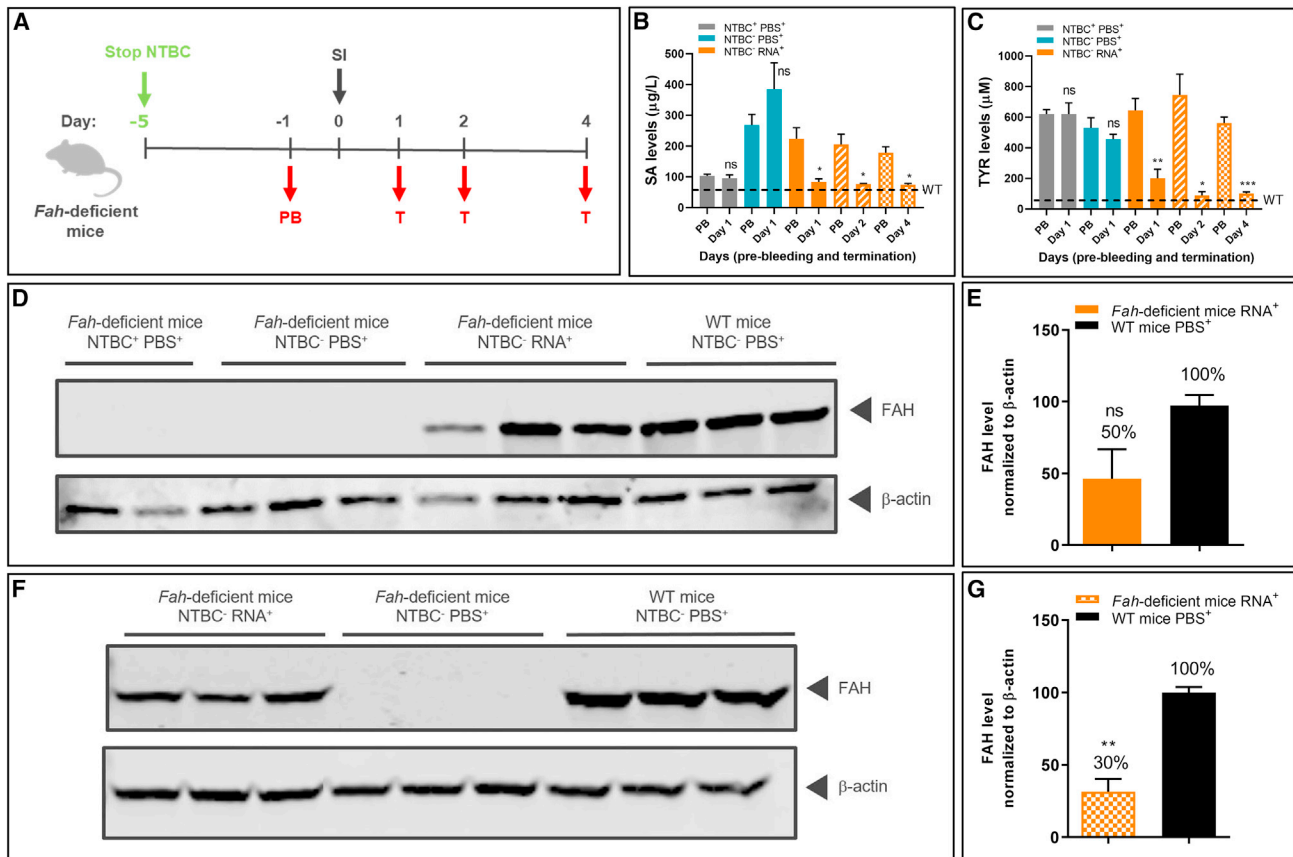 A
Stop NTBC
SI
Day: -5 -1 0 1 2 4
Fah-deficient
mice
PB T T T
B
NTBC⁺ PBS⁺
NTBC⁻ PBS⁺
NTBC⁻ RNA⁺
SA levels (µg/L)
500
400
300
200
100
0
ns
ns
*
*
*
WT
PB Day 1 PB Day 1 PB Day 1 PB Day 2 PB Day 4
Days (pre-bleeding and termination)
C
NTBC⁺ PBS⁺
NTBC⁻ PBS⁺
NTBC⁻ RNA⁺
TYR levels (µM)
1000
800
600
400
200
0
ns
ns
**
*
***
WT
PB Day 1 PB Day 1 PB Day 1 PB Day 2 PB Day 4
Days (pre-bleeding and termination)
D
Fah-deficient mice
NTBC⁺ PBS⁺
Fah-deficient mice
NTBC⁻ PBS⁺
Fah-deficient mice
NTBC⁻ RNA⁺
WT mice
NTBC⁻ PBS⁺
FAH
β-actin
E
Fah-deficient mice RNA⁺
WT mice PBS⁺
FAH level
normalized to β-actin
150
100
50
0
ns
50%
100%
F
Fah-deficient mice
NTBC⁻ RNA⁺
Fah-deficient mice
NTBC⁻ PBS⁺
WT mice
NTBC⁻ PBS⁺
FAH
β-actin
G
Fah-deficient mice RNA⁺
WT mice PBS⁺
FAH level
normalized to β-actin
150
100
50
0
**
30%
100%